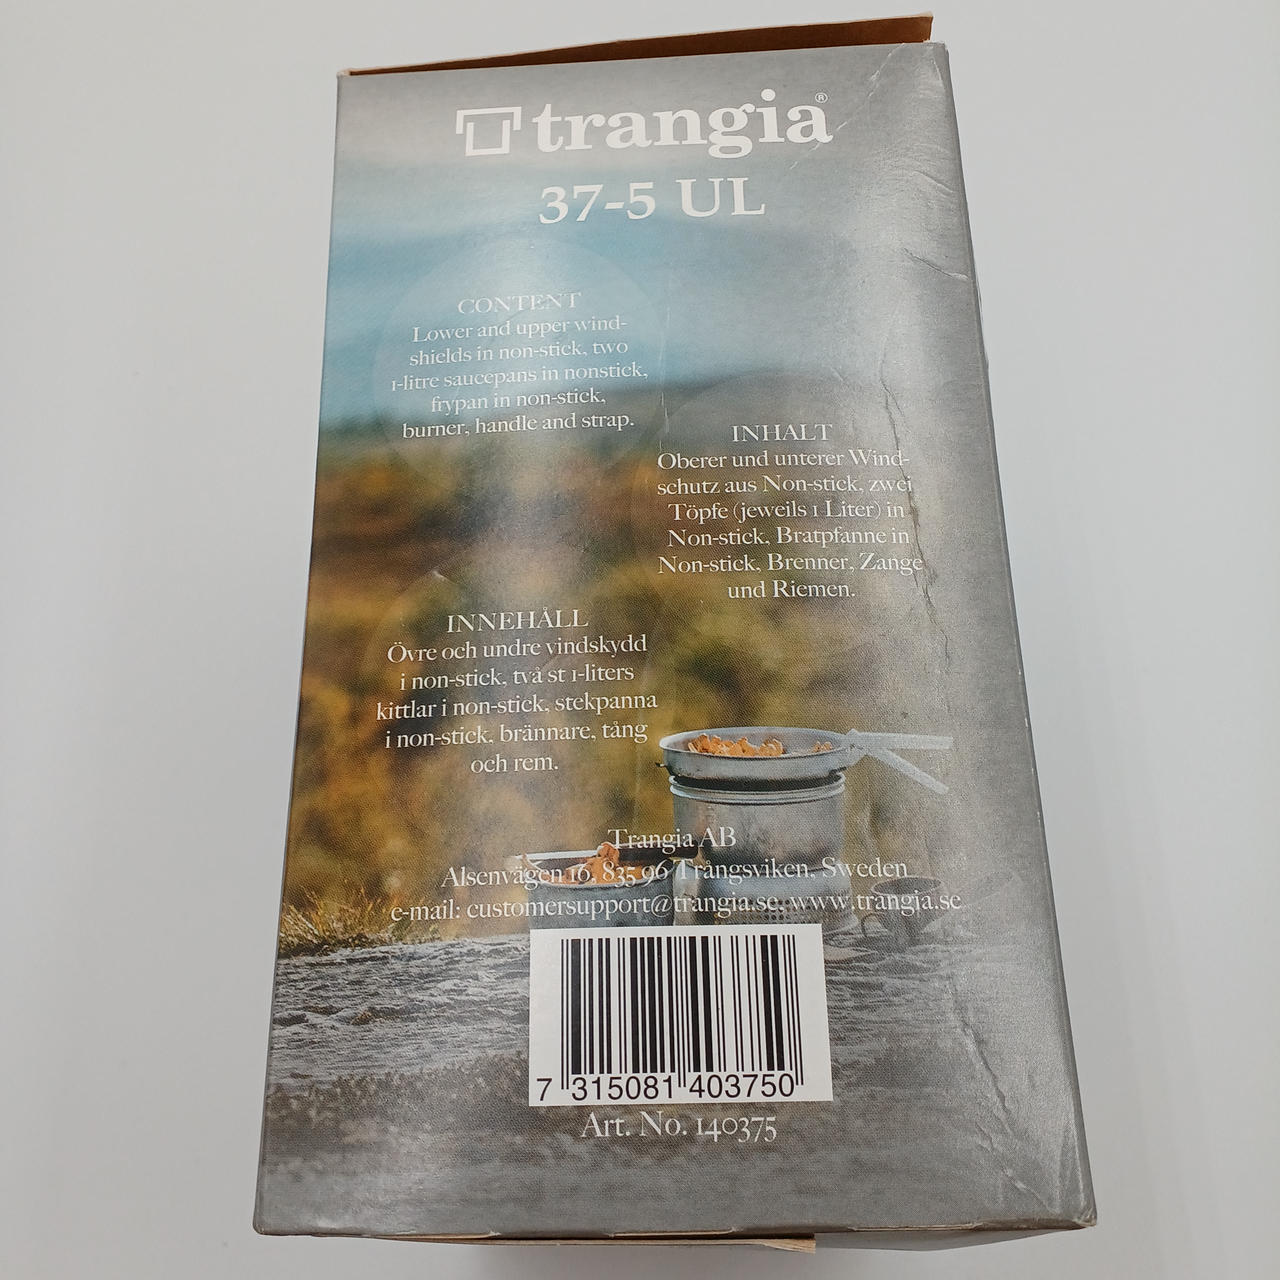 trangia®
37-5 UL
CONTENT
Lower and upper wind-
shields in non-stick, two
1-litre saucepans in nonstick,
frypan in non-stick,
burner, handle and strap.
INHALT
Oberer und unterer Wind-
schutz aus Non-stick, zwei
Töpfe (jeweils 1 Liter) in
Non-stick, Bratpfanne in
Non-stick, Brenner, Zange
und Riemen.
INNEHÅLL
Övre och undre vindskydd
i non-stick, två st 1-liters
kittlar i non-stick, stekpanna
i non-stick, brännare, tång
och rem.
Trangia AB
Alsenvägen 16, 835 96 Trångsviken, Sweden
e-mail: customersupport@trangia.se, www.trangia.se
7 315081 403750
Art. No. 140375